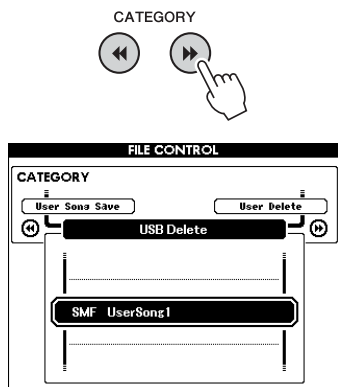 CATEGORY
FILE CONTROL
CATEGORY
User Song Save User Delete
USB Delete
SMF UserSong1